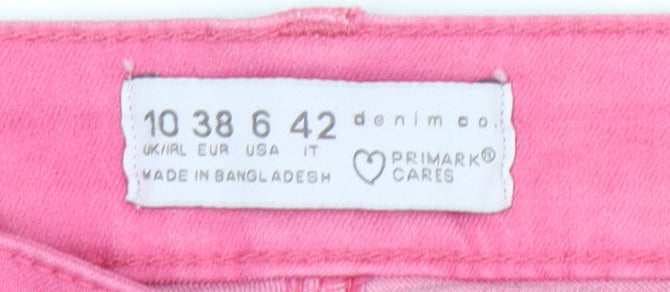 10 38 6 42 denim co.
UK/IRL EUR USA IT
PRIMARK®
MADE IN BANGLADESH
CARES